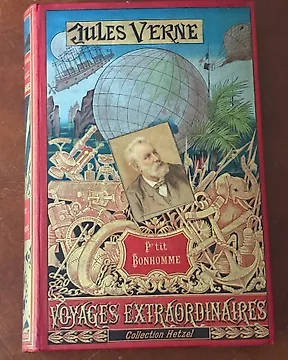 JULES VERNE
P'tit
BONHOMME
VOYAGES EXTRAORDINAIRES
Collection Hetzel